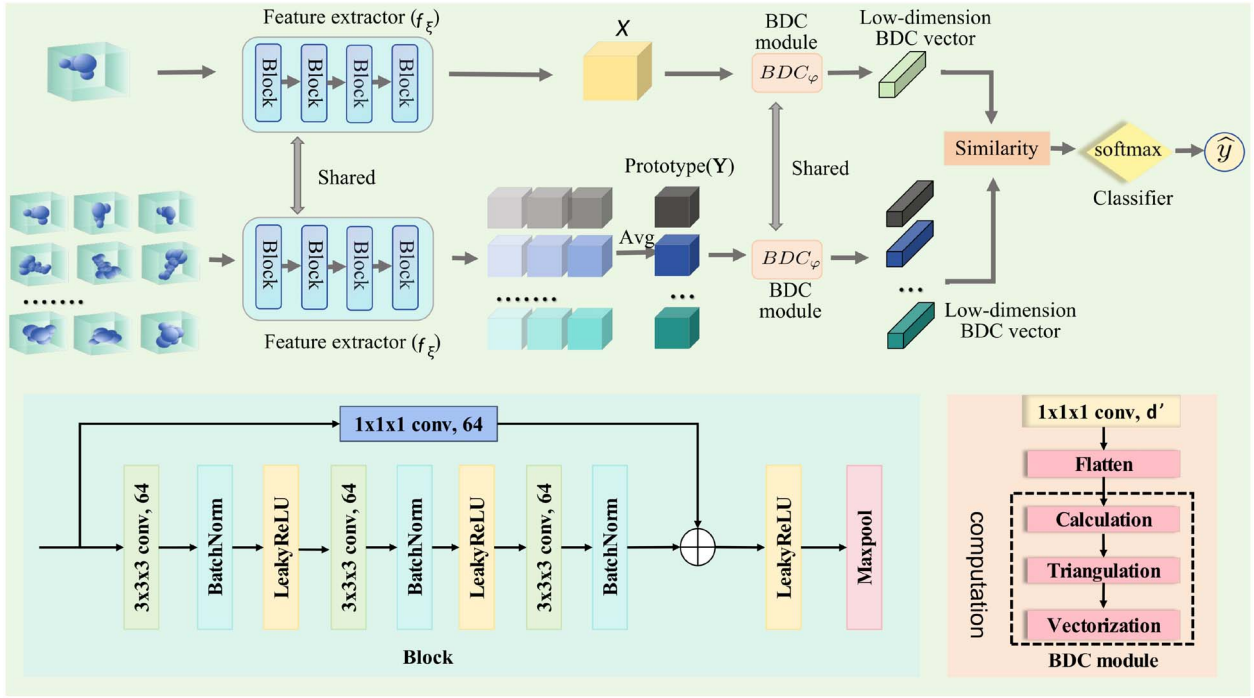 Feature extractor (fξ)
Block
Block
Block
Block
X
BDC
module
BDCφ
Low-dimension
BDC vector
Shared
Shared
Similarity
softmax
Classifier
ŷ
Prototype(Y)
Avg
.......
Block
Block
Block
Block
Feature extractor (fξ)
.......
...
BDCφ
BDC
module
...
Low-dimension
BDC vector
1x1x1 conv, 64
3x3x3 conv, 64
BatchNorm
LeakyReLU
3x3x3 conv, 64
BatchNorm
LeakyReLU
3x3x3 conv, 64
BatchNorm
LeakyReLU
Maxpool
Block
1x1x1 conv, d’
Flatten
Calculation
Triangulation
Vectorization
computation
BDC module